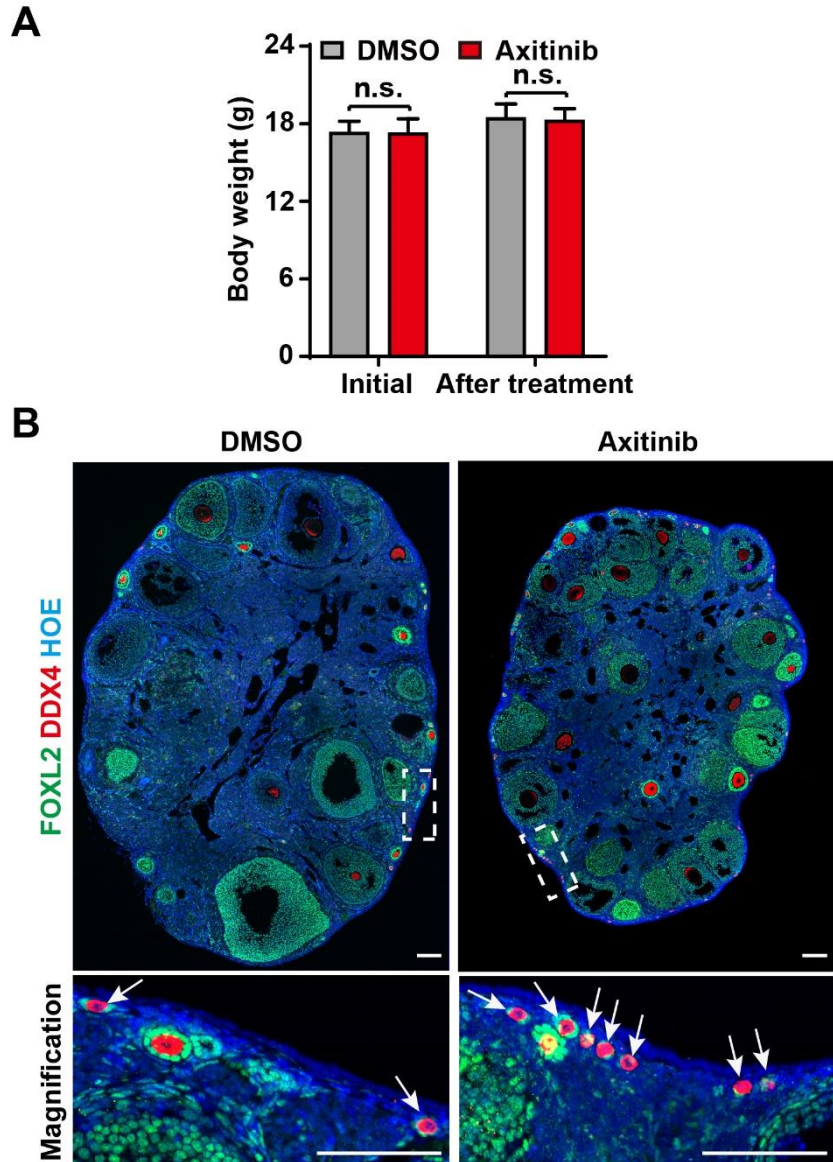 A
DMSO Axitinib
n.s. n.s.
Body weight (g)
24
18
12
6
0
Initial After treatment
B
DMSO Axitinib
FOXL2 DDX4 HOE
Magnification